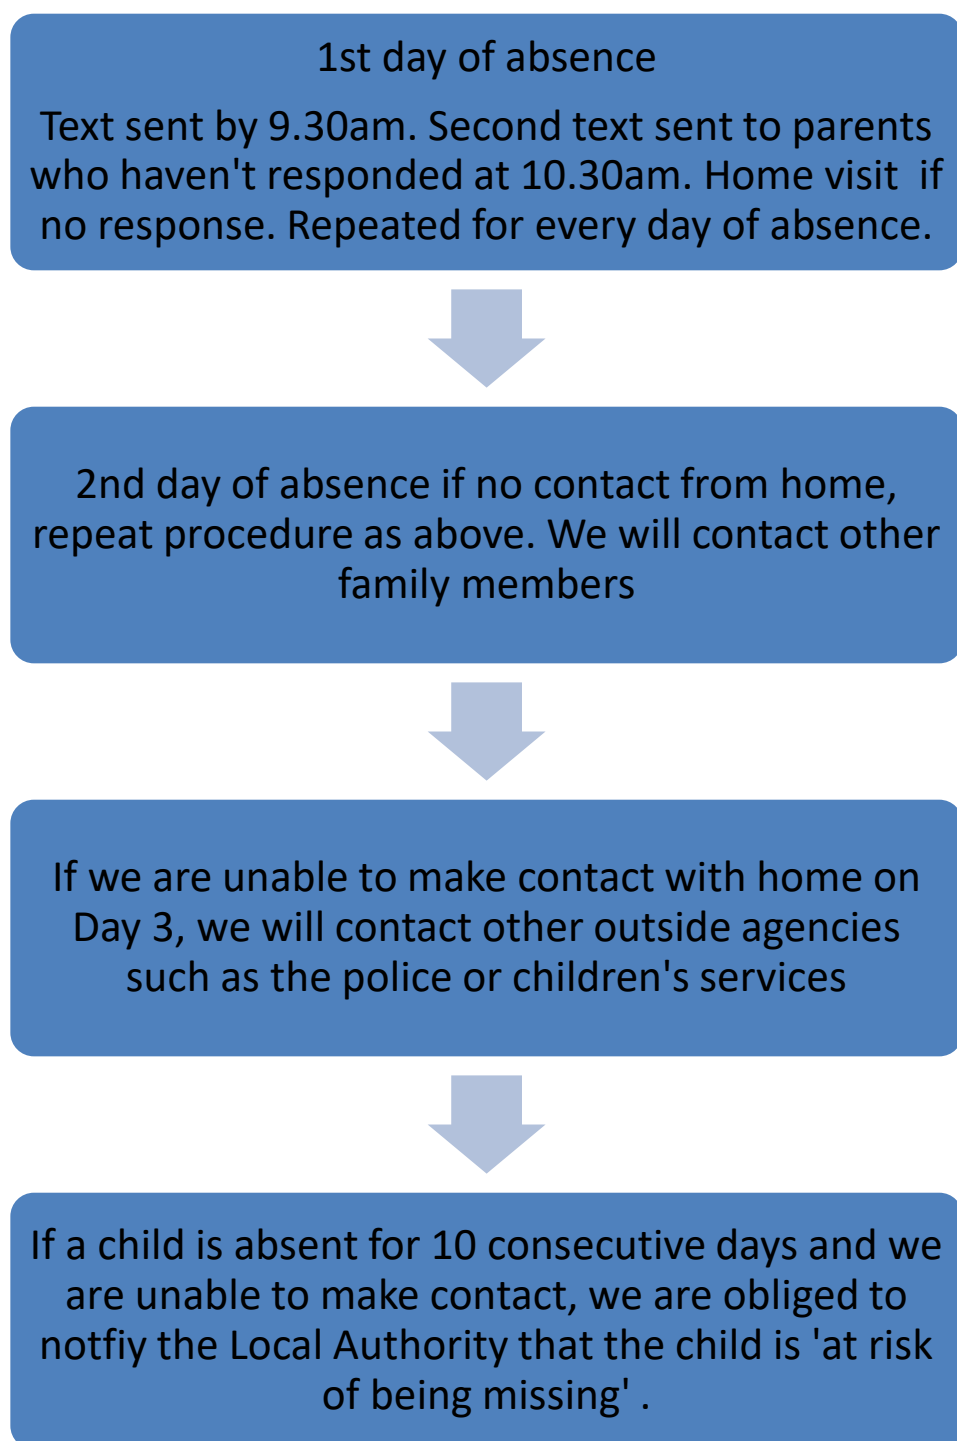 1st day of absence
Text sent by 9.30am. Second text sent to parents
who haven't responded at 10.30am. Home visit  if
no response. Repeated for every day of absence.
2nd day of absence if no contact from home,
repeat procedure as above. We will contact other
family members
If we are unable to make contact with home on
Day 3, we will contact other outside agencies
such as the police or children's services
If a child is absent for 10 consecutive days and we
are unable to make contact, we are obliged to
notfiy the Local Authority that the child is 'at risk
of being missing' .